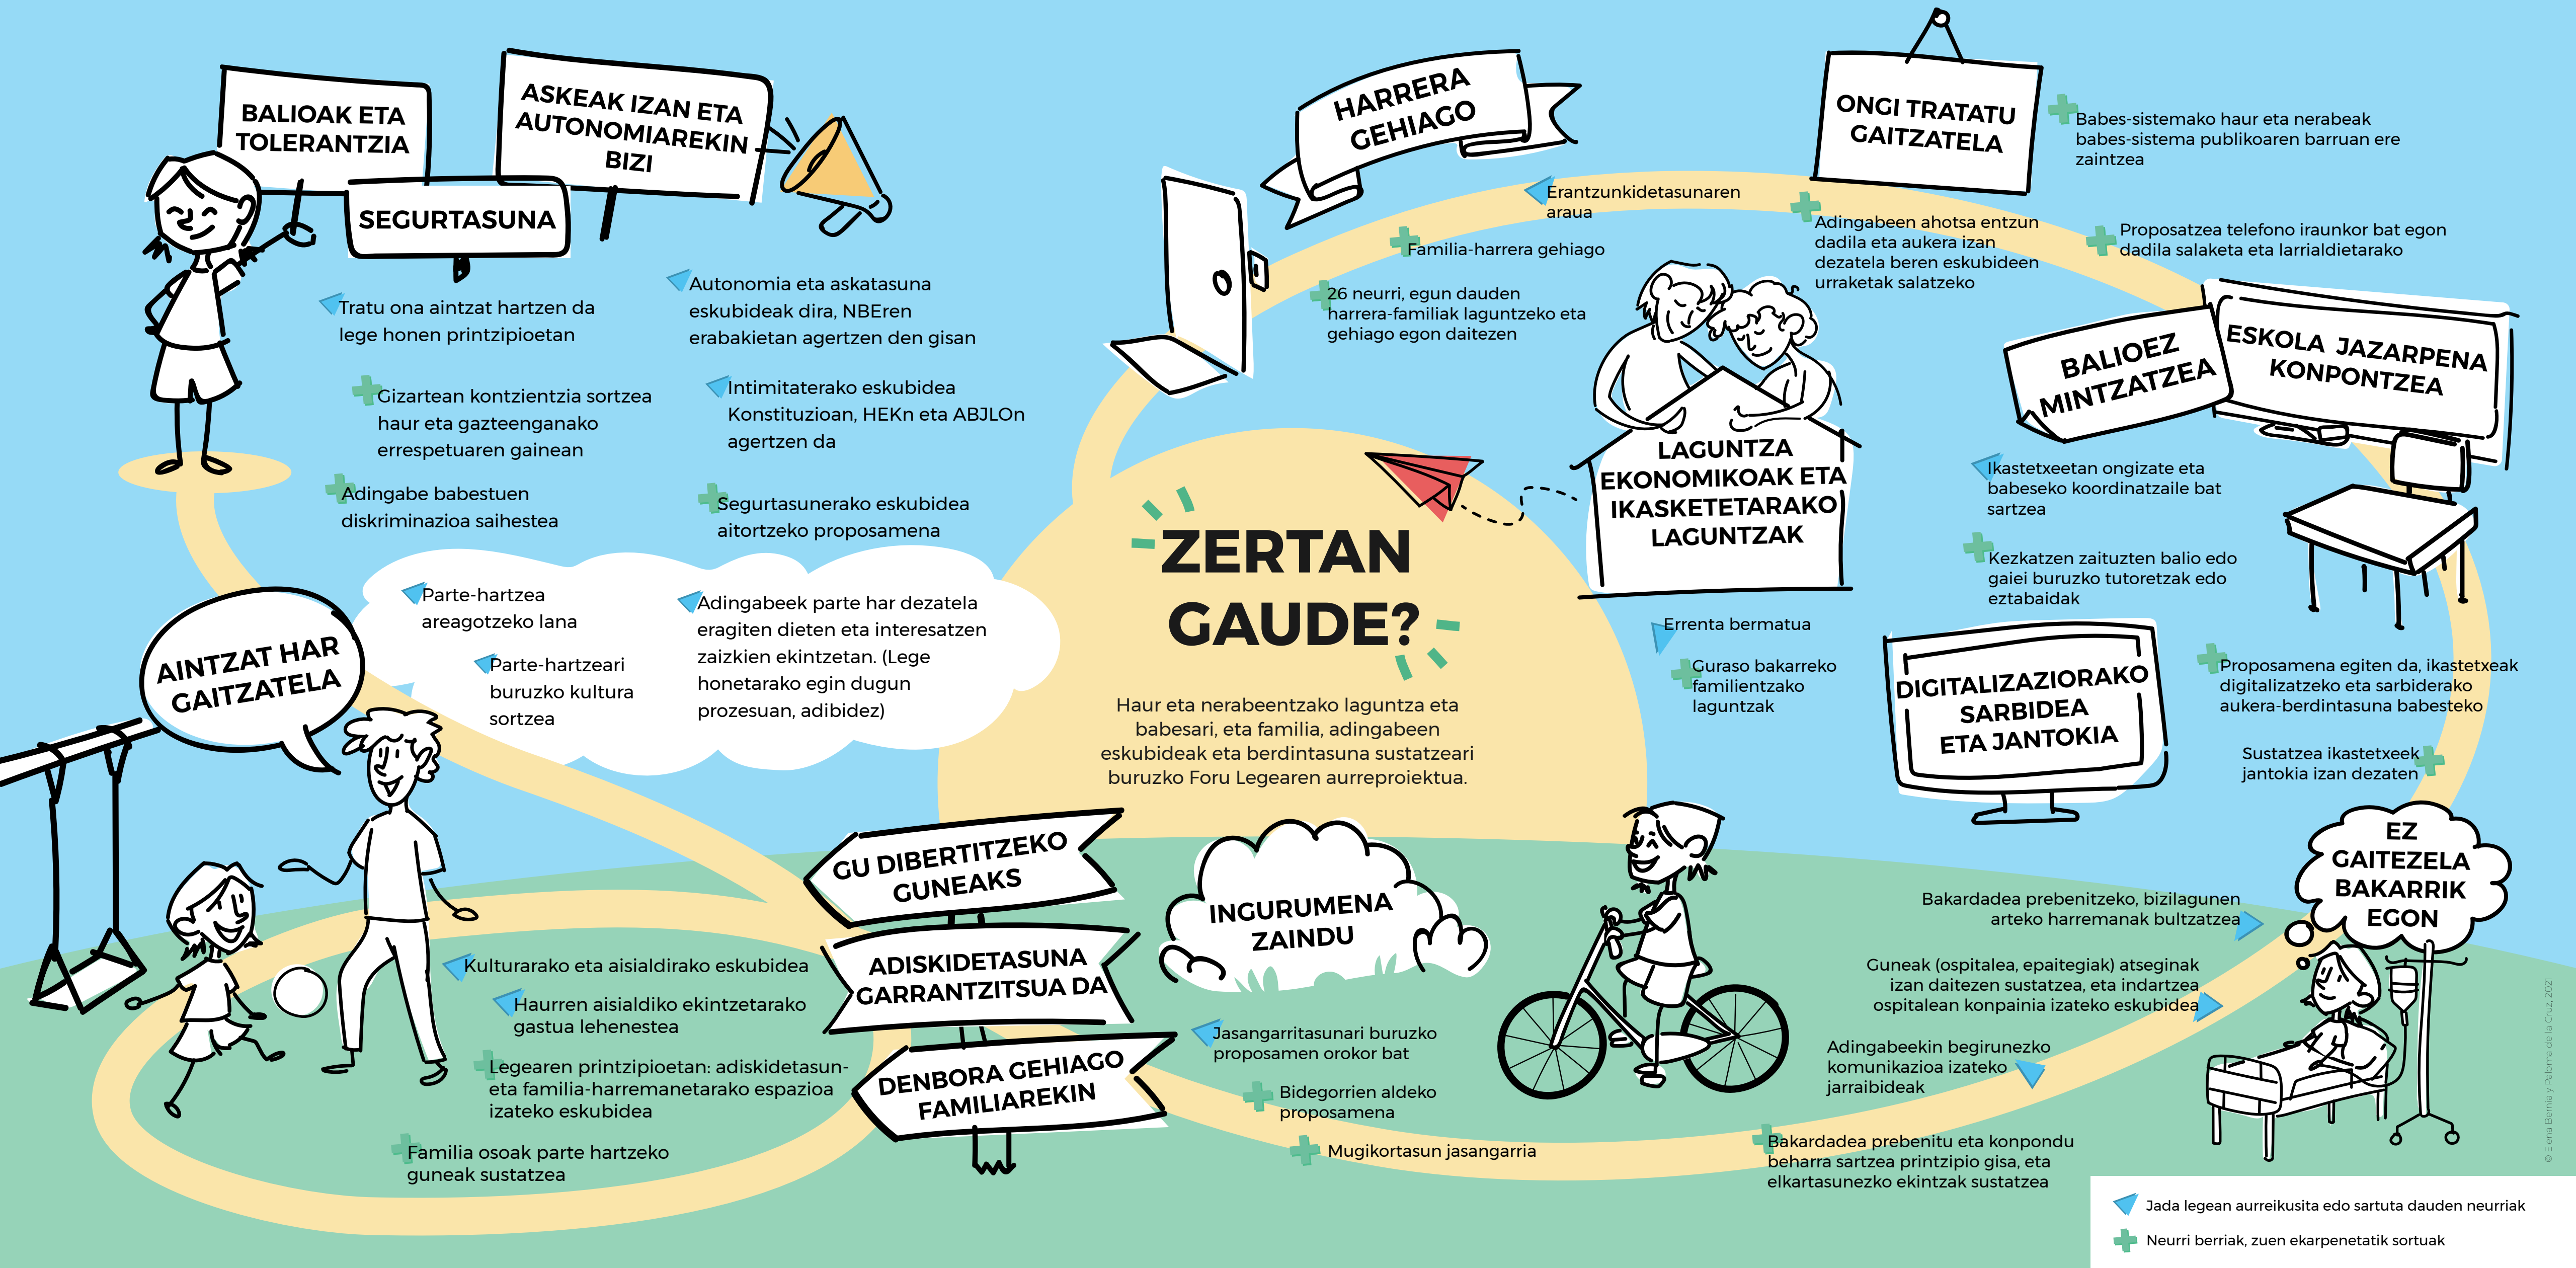 BALIOAK ETA
TOLERANTZIA
ASKEAK IZAN ETA
AUTONOMIAREKIN
BIZI
SEGURTASUNA
Tratu ona aintzat hartzen da
lege honen printzipioetan
Gizartean kontzientzia sortzea
haur eta gazteenganako
errespetuaren gainean
Adingabe babestuen
diskriminazioa saihestea
Autonomia eta askatasuna
eskubideak dira, NBEren
erabakietan agertzen den gisan
Intimitaterako eskubidea
Konstituzioan, HEKn eta ABJLOn
agertzen da
Segurtasunerako eskubidea
aitortzeko proposamena
AINTZAT HAR
GAITZATELA
Parte-hartzea
areagotzeko lana
Parte-hartzeari
buruzko kultura
sortzea
Adingabeek parte har dezatela
eragiten dieten eta interesatzen
zaizkien ekintzetan. (Lege
honetarako egin dugun
prozesuan, adibidez)
HARRERA
GEHIAGO
Erantzunkidetasunaren
araua
Familia-harrera gehiago
26 neurri, egun dauden
harrera-familiak laguntzeko eta
gehiago egon daitezen
ONGI TRATATU
GAITZATELA
Babes-sistemako haur eta nerabeak
babes-sistema publikoaren barruan ere
zaintzea
Adingabeen ahotsa entzun
dadila eta aukera izan
dezatela beren eskubideen
urraketak salatzeko
Proposatzea telefono iraunkor bat egon
dadila salaketa eta larrialdietarako
BALIOEZ
MINTZATZEA
ESKOLA JAZARPENA
KONPONTZEA
Ikastetxeetan ongizate eta
babeseko koordinatzaile bat
sartzea
Kezkatzen zaituzten balio edo
gaiei buruzko tutoretzak edo
eztabaidak
LAGUNTZA
EKONOMIKOAK ETA
IKASKETETARAKO
LAGUNTZAK
Errenta bermatua
Guraso bakarreko
familientzako
laguntzak
ZERTAN
GAUDE?
Haur eta nerabeentzako laguntza eta
babesari, eta familia, adingabeen
eskubideak eta berdintasuna sustatzeari
buruzko Foru Legearen aurreproiektua.
DIGITALIZAZIORAKO
SARBIDEA
ETA JANTOKIA
Proposamena egiten da, ikastetxeak
digitalizatzeko eta sarbiderako
aukera-berdintasuna babesteko
Sustatzea ikastetxeek
jantokia izan dezaten
EZ
GAITEZELA
BAKARRIK
EGON
Bakardadea prebenitzeko, bizilagunen
arteko harremanak bultzatzea
Guneak (ospitalea, epaitegiak) atseginak
izan daitezen sustatzea, eta indartzea
ospitalean konpainia izateko eskubidea
Adingabeekin begirunezko
komunikazioa izateko
jarraibideak
Bakardadea prebenitu eta konpondu
beharra sartzea printzipio gisa, eta
elkartasunezko ekintzak sustatzea
GU DIBERTITZEKO
GUNEAKS
ADISKIDETASUNA
GARRANTZITSUA DA
DENBORA GEHIAGO
FAMILIAREKIN
Kulturarako eta aisialdirako eskubidea
Haurren aisialdiko ekintzetarako
gastua lehenestea
Legearen printzipioetan: adiskidetasun-
eta familia-harremanetarako espazioa
izateko eskubidea
Familia osoak parte hartzeko
guneak sustatzea
INGURUMENA
ZAINDU
Jasangarritasunari buruzko
proposamen orokor bat
Bidegorrien aldeko
proposamena
Mugikortasun jasangarria
Jada legean aurreikusita edo sartuta dauden neurriak
Neurri berriak, zuen ekarpenetatik sortuak
© Elena Bernia y Paloma de la Cruz, 2021